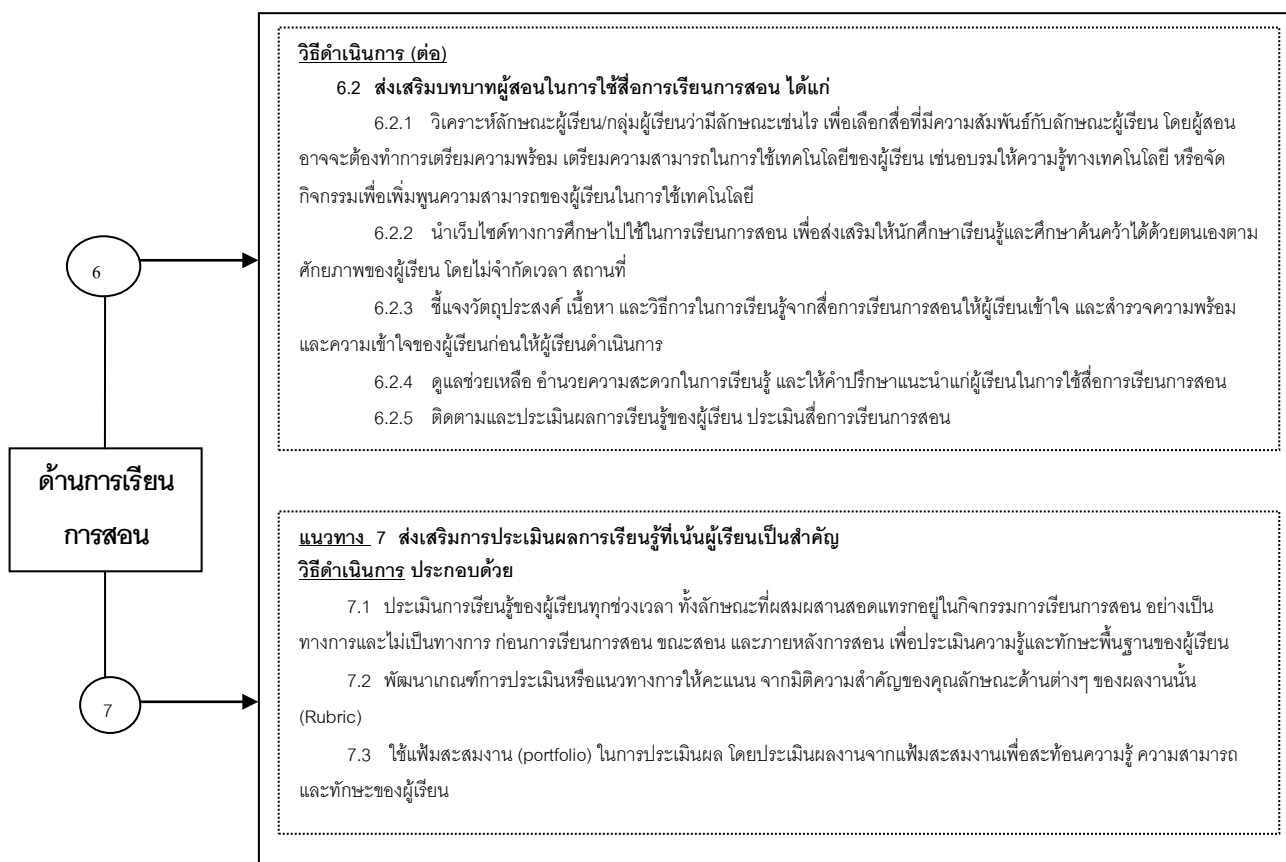 วิธีดำเนินการ (ต่อ)
6.2 ส่งเสริมบทบาทผู้สอนในการใช้สื่อการเรียนการสอน ได้แก่
6.2.1 วิเคราะห์ลักษณะผู้เรียน/กลุ่มผู้เรียนว่ามีลักษณะเช่นไร เพื่อเลือกสื่อที่มีความสัมพันธ์กับลักษณะผู้เรียน โดยผู้สอน
อาจจะต้องทำการเตรียมความพร้อม เตรียมความสามารถในการใช้เทคโนโลยีของผู้เรียน เช่นอบรมให้ความรู้ทางเทคโนโลยี หรือจัด
กิจกรรมเพื่อเพิ่มพูนความสามารถของผู้เรียนในการใช้เทคโนโลยี
6.2.2 นำเว็บไซด์ทางการศึกษาไปใช้ในการเรียนการสอน เพื่อส่งเสริมให้นักศึกษาเรียนรู้และศึกษาค้นคว้าได้ด้วยตนเองตาม
ศักยภาพของผู้เรียน โดยไม่จำกัดเวลา สถานที่
6.2.3 ชี้แจงวัตถุประสงค์ เนื้อหา และวิธีการในการเรียนรู้จากสื่อการเรียนการสอนให้ผู้เรียนเข้าใจ และสำรวจความพร้อม
และความเข้าใจของผู้เรียนก่อนให้ผู้เรียนดำเนินการ
6.2.4 ดูแลช่วยเหลือ อำนวยความสะดวกในการเรียนรู้ และให้คำปรึกษาแนะนำแก่ผู้เรียนในการใช้สื่อการเรียนการสอน
6.2.5 ติดตามและประเมินผลการเรียนรู้ของผู้เรียน ประเมินสื่อการเรียนการสอน
6
ด้านการเรียน
การสอน
7
แนวทาง 7 ส่งเสริมการประเมินผลการเรียนรู้ที่เน้นผู้เรียนเป็นสำคัญ
วิธีดำเนินการ ประกอบด้วย
7.1 ประเมินการเรียนรู้ของผู้เรียนทุกช่วงเวลา ทั้งลักษณะที่ผสมผสานสอดแทรกอยู่ในกิจกรรมการเรียนการสอน อย่างเป็น
ทางการและไม่เป็นทางการ ก่อนการเรียนการสอน ขณะสอน และภายหลังการสอน เพื่อประเมินความรู้และทักษะพื้นฐานของผู้เรียน
7.2 พัฒนาเกณฑ์การประเมินหรือแนวทางการให้คะแนน จากมิติความสำคัญของคุณลักษณะด้านต่างๆ ของผลงานนั้น
(Rubric)
7.3 ใช้แฟ้มสะสมงาน (portfolio) ในการประเมินผล โดยประเมินผลงานจากแฟ้มสะสมงานเพื่อสะท้อนความรู้ ความสามารถ
และทักษะของผู้เรียน